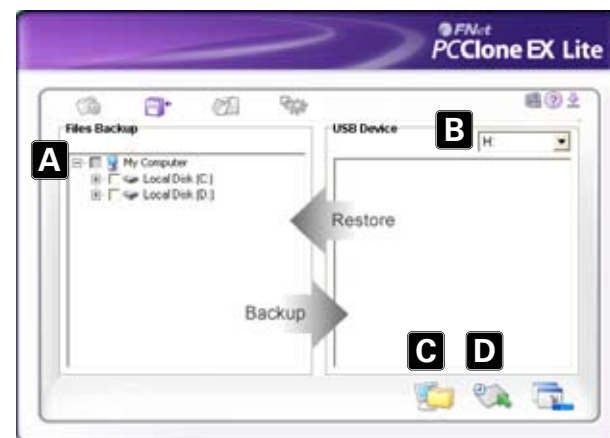 FNet
PCClone EX Lite
Files Backup
USB Device
B
H:
A
My Computer
Local Disk (C:)
Local Disk (D:)
Restore
Backup
C
D